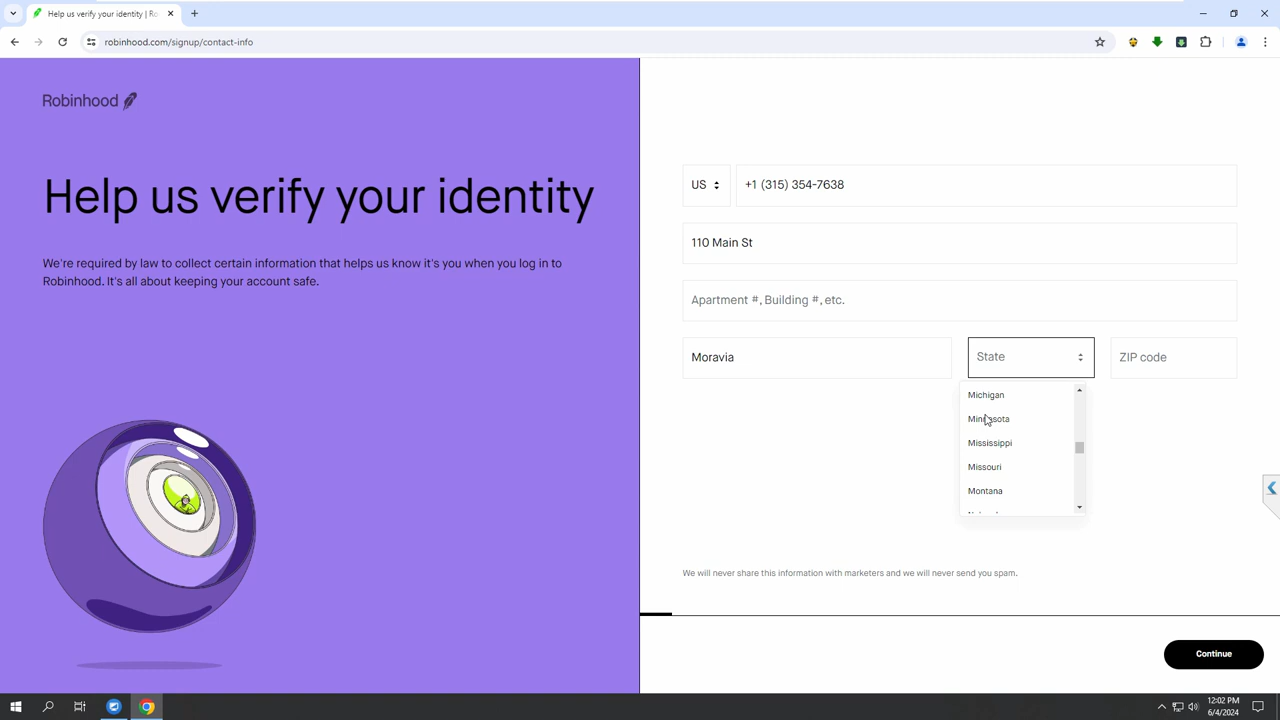 Help us verify your identity | Ro
robinhood.com/signup/contact-info
Robinhood
Help us verify your identity
We're required by law to collect certain information that helps us know it's you when you log in to
Robinhood. It's all about keeping your account safe.
US
+1 (315) 354-7638
110 Main St
Apartment #, Building #, etc.
Moravia
State
ZIP code
Michigan
Minnesota
Mississippi
Missouri
Montana
We will never share this information with marketers and we will never send you spam.
Continue
12:02 PM
6/4/2024